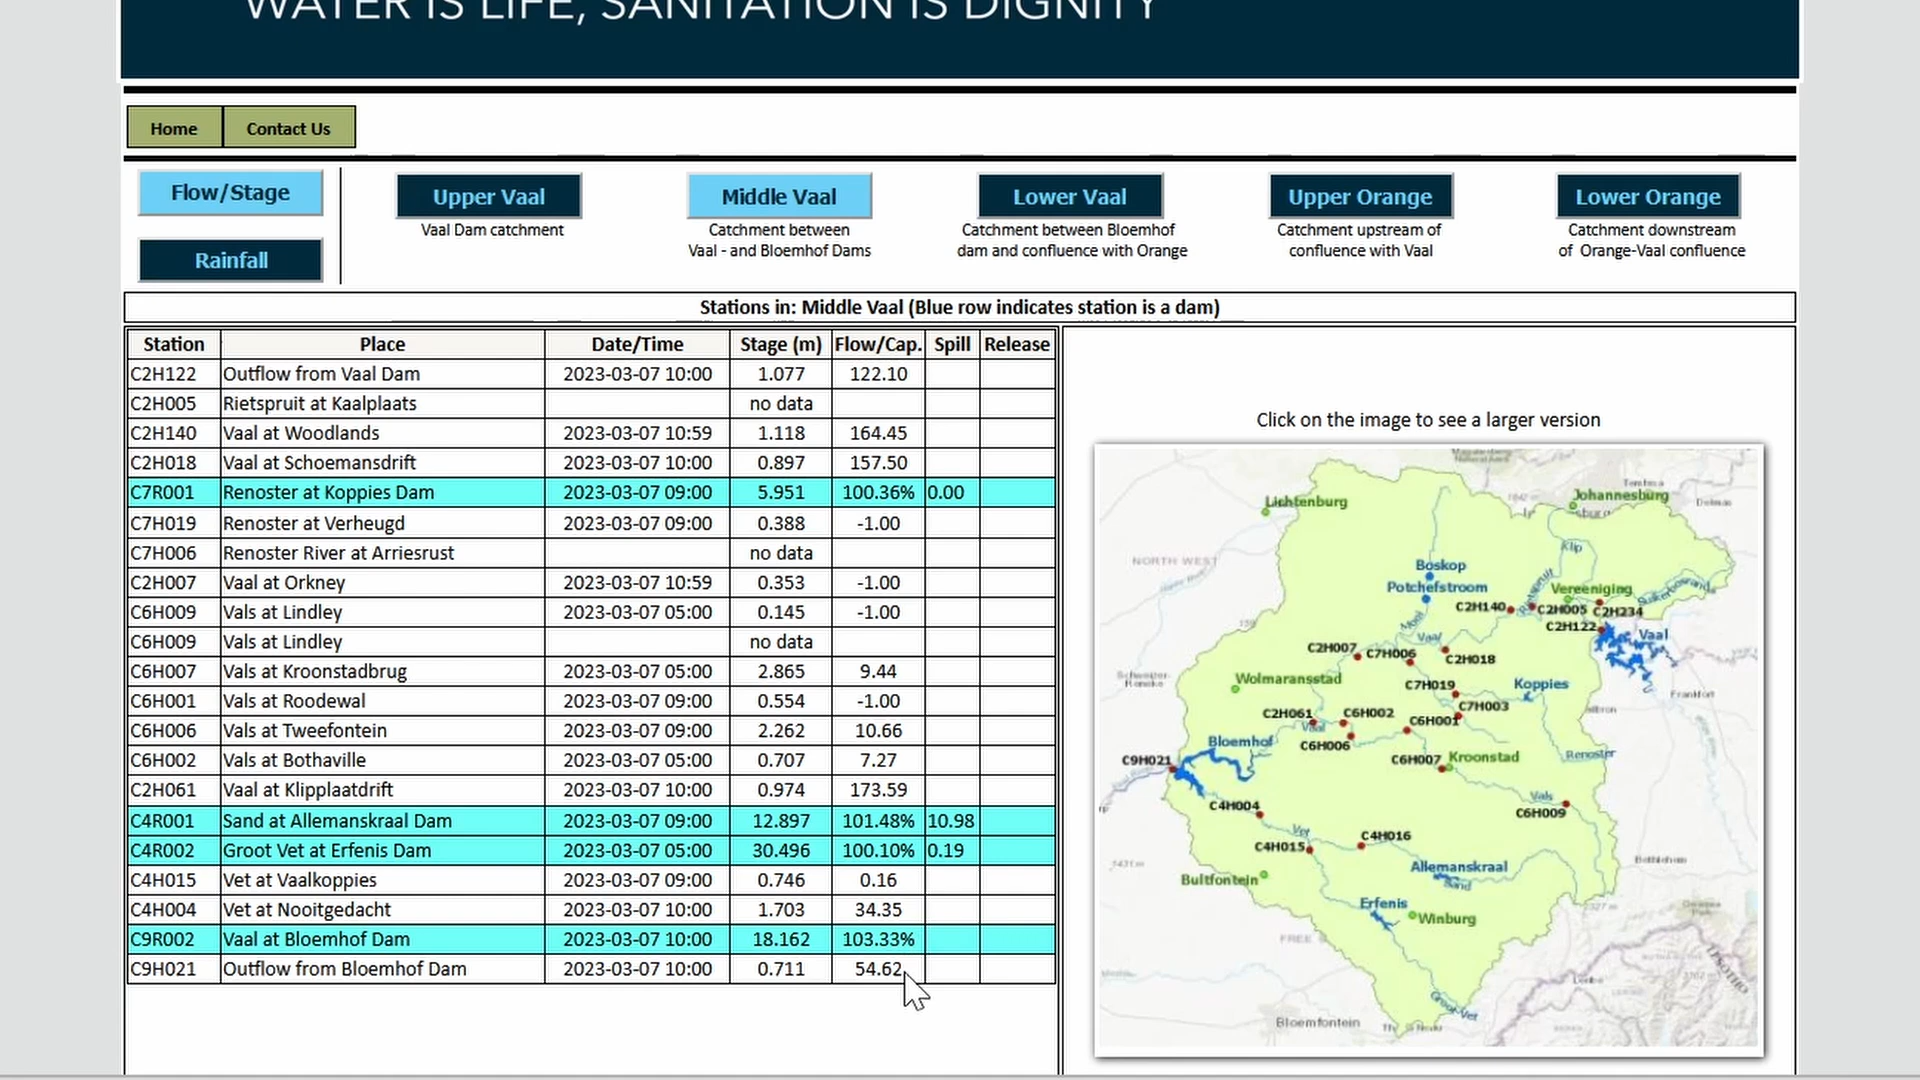 WATER IS LIFE, SANITATION IS DIGNITY
Home Contact Us
Flow/Stage
Rainfall
Upper Vaal
Vaal Dam catchment
Middle Vaal
Catchment between
Vaal - and Bloemhof Dams
Lower Vaal
Catchment between Bloemhof
dam and confluence with Orange
Upper Orange
Catchment upstream of
confluence with Vaal
Lower Orange
Catchment downstream
of Orange-Vaal confluence
Stations in: Middle Vaal (Blue row indicates station is a dam)
Station Place Date/Time Stage (m) Flow/Cap. Spill Release
C2H122 Outflow from Vaal Dam 2023-03-07 10:00 1.077 122.10
C2H005 Rietspruit at Kaalplaats no data
C2H140 Vaal at Woodlands 2023-03-07 10:59 1.118 164.45
C2H018 Vaal at Schoemansdrift 2023-03-07 10:00 0.897 157.50
C7R001 Renoster at Koppies Dam 2023-03-07 09:00 5.951 100.36% 0.00
C7H019 Renoster at Verheugd 2023-03-07 09:00 0.388 -1.00
C7H006 Renoster River at Arriesrust no data
C2H007 Vaal at Orkney 2023-03-07 10:59 0.353 -1.00
C6H009 Vals at Lindley 2023-03-07 05:00 0.145 -1.00
C6H009 Vals at Lindley no data
C6H007 Vals at Kroonstadbrug 2023-03-07 05:00 2.865 9.44
C6H001 Vals at Roodewal 2023-03-07 09:00 0.554 -1.00
C6H006 Vals at Tweefontein 2023-03-07 09:00 2.262 10.66
C6H002 Vals at Bothaville 2023-03-07 05:00 0.707 7.27
C2H061 Vaal at Klipplaatdrift 2023-03-07 10:00 0.974 173.59
C4R001 Sand at Allemanskraal Dam 2023-03-07 09:00 12.897 101.48% 10.98
C4R002 Groot Vet at Erfenis Dam 2023-03-07 05:00 30.496 100.10% 0.19
C4H015 Vet at Vaalkoppies 2023-03-07 09:00 0.746 0.16
C4H004 Vet at Nooitgedacht 2023-03-07 10:00 1.703 34.35
C9R002 Vaal at Bloemhof Dam 2023-03-07 10:00 18.162 103.33%
C9H021 Outflow from Bloemhof Dam 2023-03-07 10:00 0.711 54.62
Click on the image to see a larger version
Lichtenburg
Johannesburg
NORTH WEST
Klip
Boskop
Potchefstroom
Rietspruit
Vereeniging
C2H140
C2H005
C2H234
C2H122
Mooi
Vaal
Vaal
C2H007
C7H006
C2H018
Wolmaransstad
C7H019
Koppies
Frankfort
C7H003
C2H061
C6H002
C6H001
Vaal
C6H006
Bloemhof
Renoster
C9H021
C6H007
Kroonstad
Vals
C6H009
C4H004
Vet
C4H016
C4H015
Allemanskraal
Sand
Bethlehem
Bultfontein
Erfenis
Winburg
FREE
LESOTHO
Groot-Vet
Bloemfontein